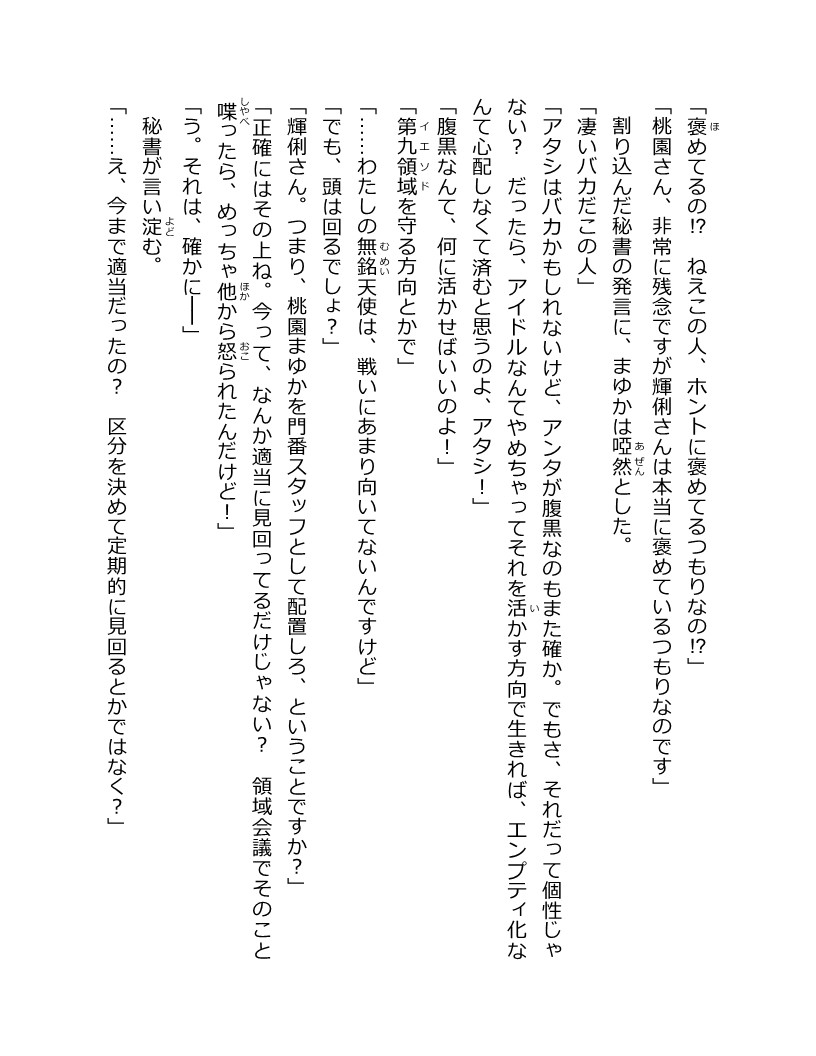 「褒めてるの!? ねえこの人、ホントに褒めてるつもりなの!?」
「桃園さん、非常に残念ですが輝俐さんは本当に褒めているつもりなのです」
 割り込んだ秘書の発言に、まゆかは啞然とした。
「凄いバカだこの人」
「アタシはバカかもしれないけど、アンタが腹黒なのもまた確か。でもさ、それだって個性じゃ
ない? だったら、アイドルなんてやめちゃってそれを活かす方向で生きれば、エンプティ化な
んて心配しなくて済むと思うのよ、アタシ!」
「腹黒なんて、何に活かせばいいのよ!」
「第九領域を守る方向とかで」
「……わたしの無銘天使は、戦いにあまり向いてないんですけど」
「でも、頭は回るでしょ?」
「輝俐さん。つまり、桃園まゆかを門番スタッフとして配置しろ、ということですか?」
「正確にはその上ね。今って、なんか適当に見回ってるだけじゃない? 領域会議でそのこと
喋ったら、めっちゃ他から怒られたんだけど!」
「う。それは、確かに──」
 秘書が言い淀む。
「……え、今まで適当だったの? 区分を決めて定期的に見回るとかではなく?」